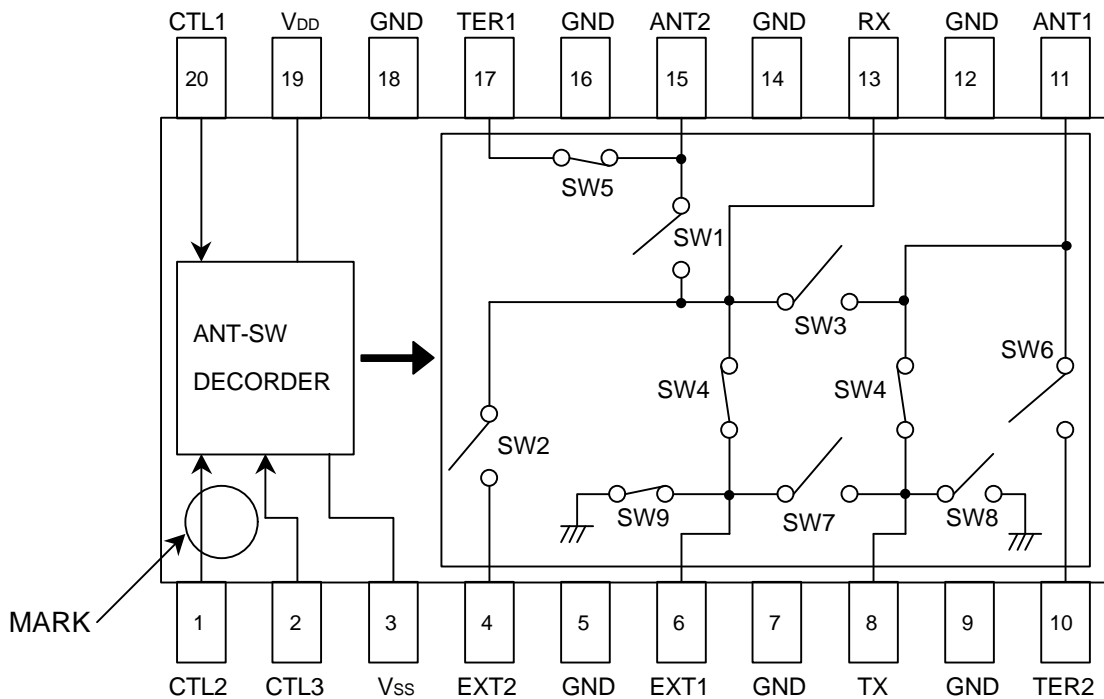 CTL1 VDD GND TER1 GND ANT2 GND RX GND ANT1
20 19 18 17 16 15 14 13 12 11
SW5
SW1
SW3
ANT-SW
DECORDER
SW6
SW4 SW4
SW2
SW9 SW7 SW8
MARK
1 2 3 4 5 6 7 8 9 10
CTL2 CTL3 VSS EXT2 GND EXT1 GND TX GND TER2